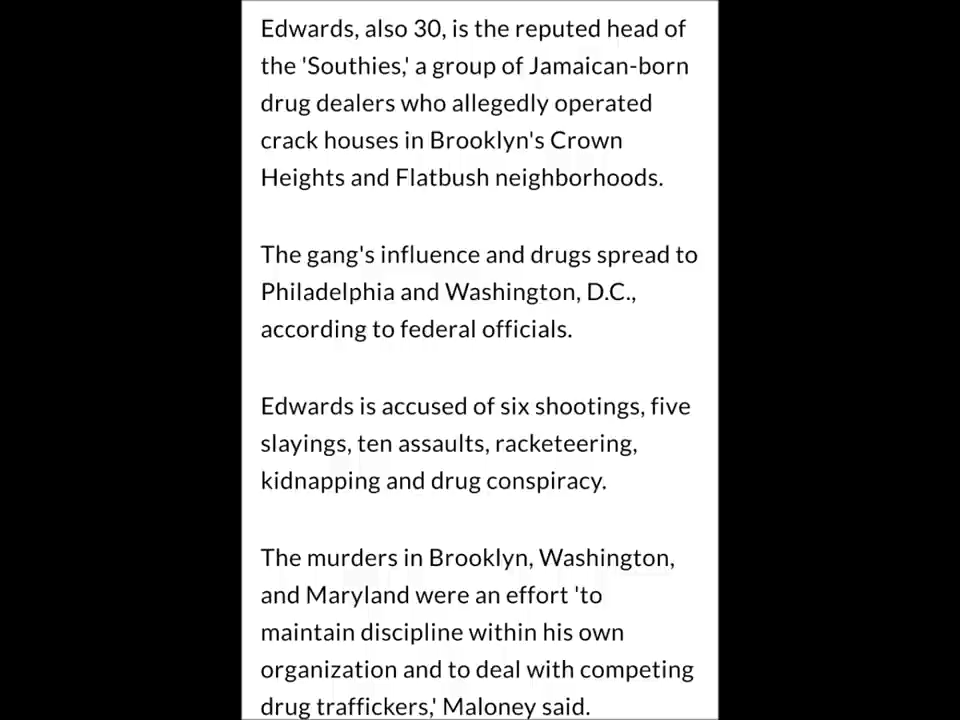 Edwards, also 30, is the reputed head of
the 'Southies,' a group of Jamaican-born
drug dealers who allegedly operated
crack houses in Brooklyn's Crown
Heights and Flatbush neighborhoods.
The gang's influence and drugs spread to
Philadelphia and Washington, D.C.,
according to federal officials.
Edwards is accused of six shootings, five
slayings, ten assaults, racketeering,
kidnapping and drug conspiracy.
The murders in Brooklyn, Washington,
and Maryland were an effort 'to
maintain discipline within his own
organization and to deal with competing
drug traffickers,' Maloney said.